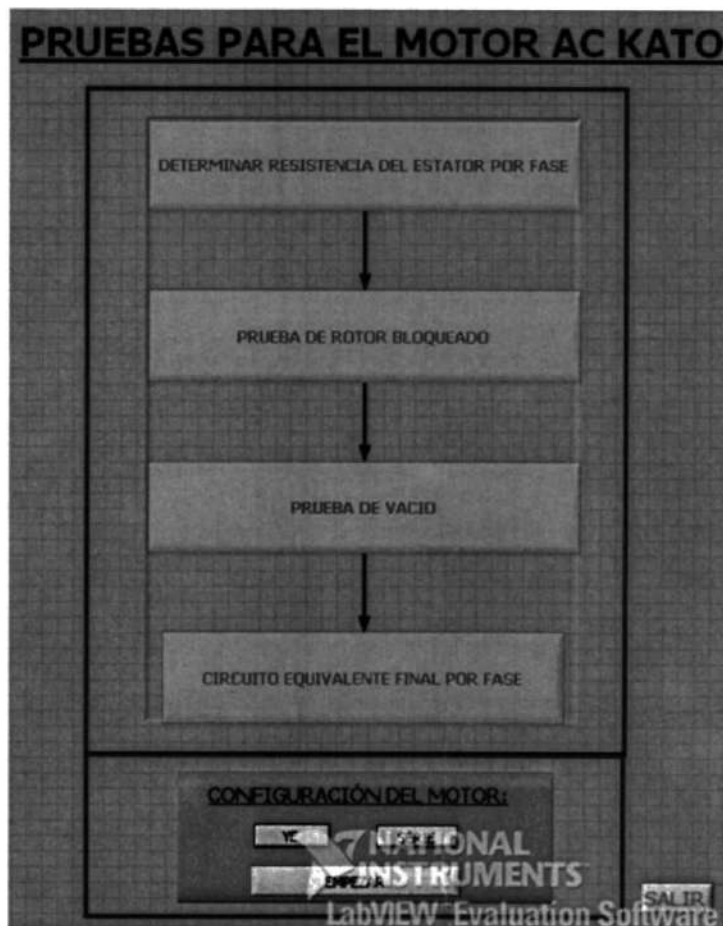 PRUEBAS PARA EL MOTOR AC KATO
DETERMINAR RESISTENCIA DEL ESTATOR POR FASE
PRUEBA DE ROTOR BLOQUEADO
PRUEBA DE VACIO
CIRCUITO EQUIVALENTE FINAL POR FASE
CONFIGURACIÓN DEL MOTOR:
NATIONAL
INSTRUMENTS
LabVIEW Evaluation Software
SALIR